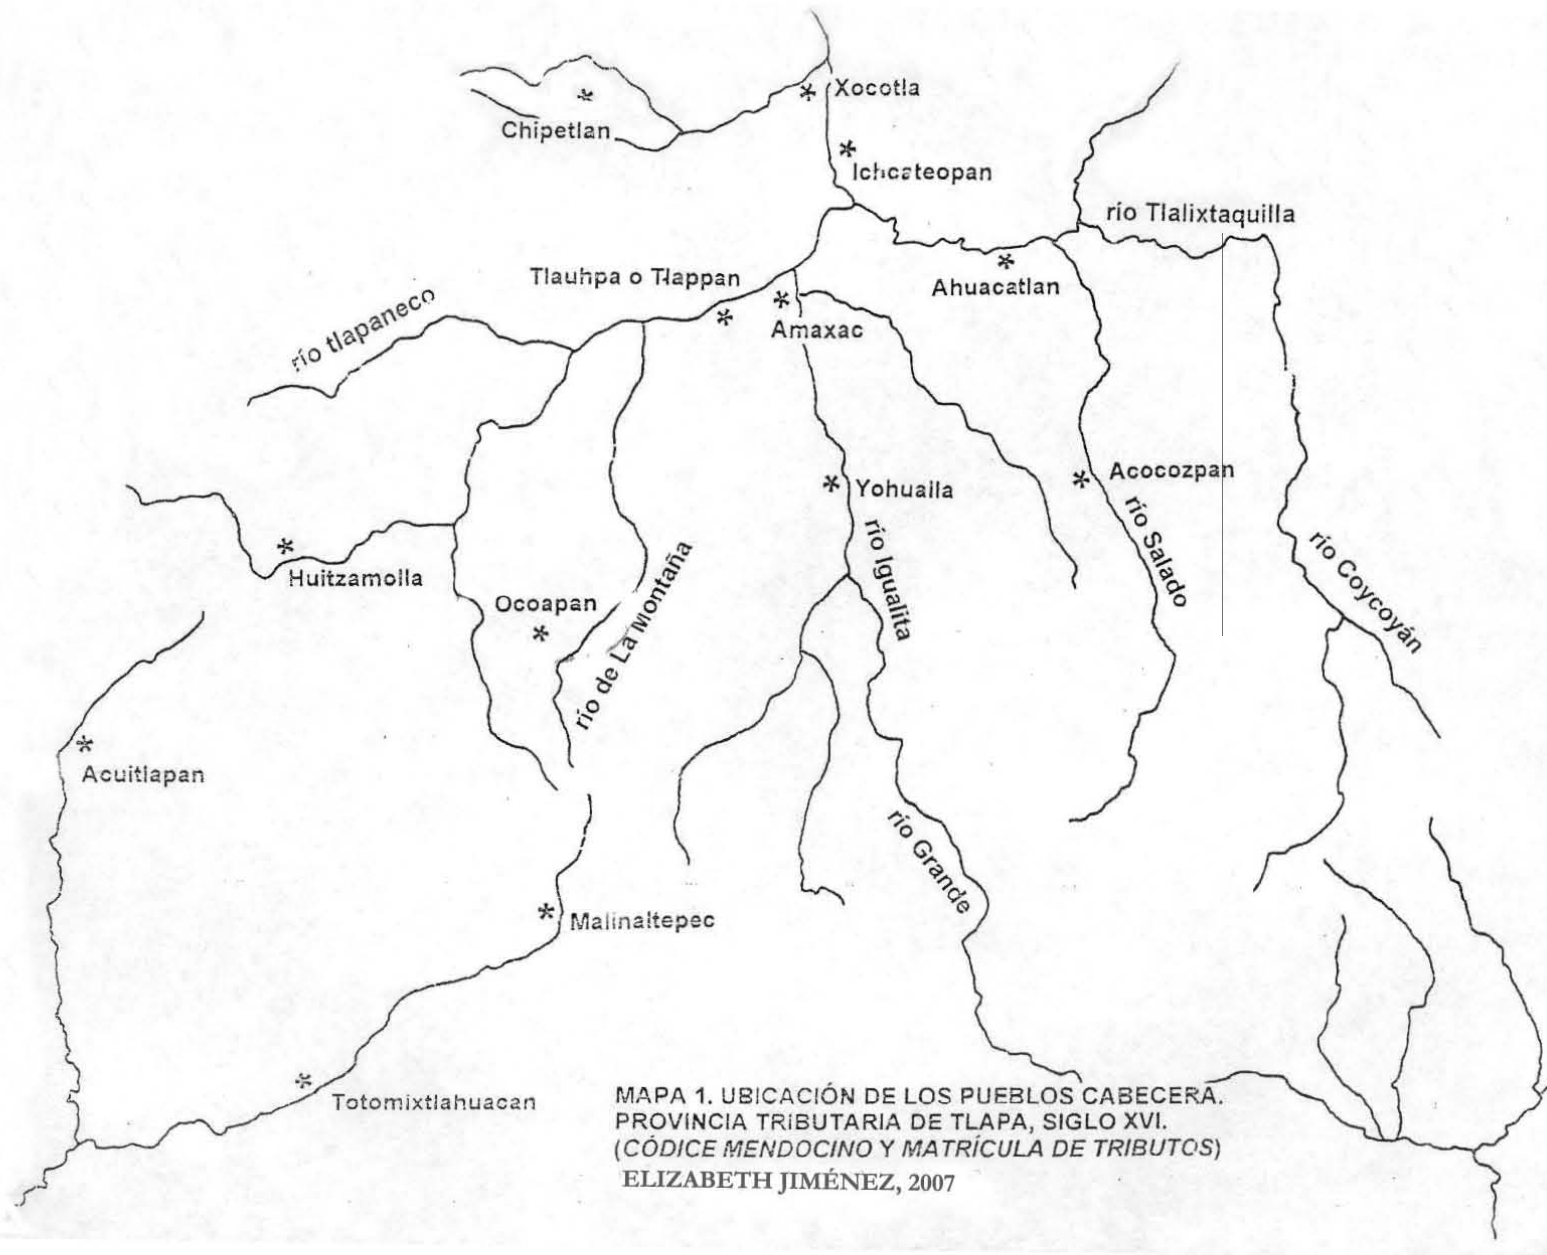 Xocotla
Chipetlan
Ichcateopan
río Tlalixtaquilla
Tlauhpa o Tlappan
Ahuacatlan
río tlapaneco
Amaxac
Acocozpan
Yohualla
río Salado
río Igualita
río Coycoyán
Huitzamolla
Ocoapan
río de La Montaña
Acuitlapan
río Grande
Malinaltepec
Totomixtlahuacan
MAPA 1. UBICACIÓN DE LOS PUEBLOS CABECERA.
PROVINCIA TRIBUTARIA DE TLAPA, SIGLO XVI.
(CÓDICE MENDOCINO Y MATRÍCULA DE TRIBUTOS)
ELIZABETH JIMÉNEZ, 2007